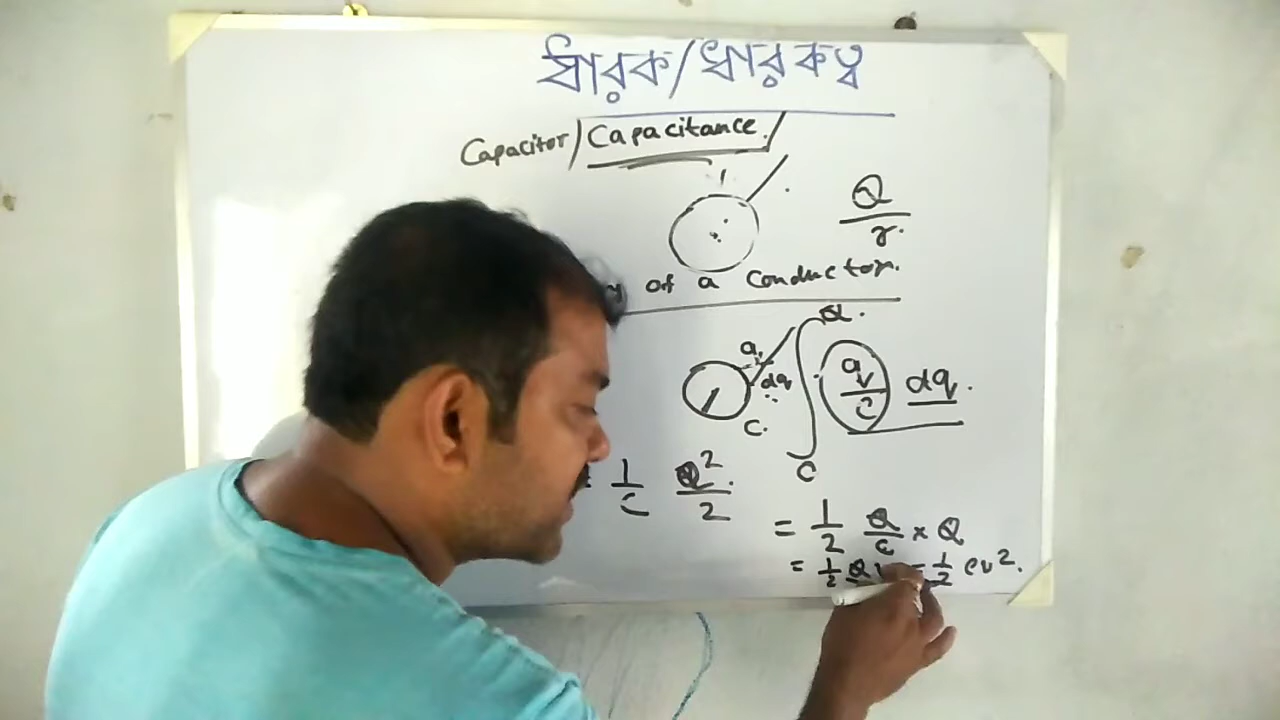 ধারক/ধারকত্ব
Capacitor/Capacitance.
Q/r.
of a Conductor.
Q.
q
dq
q/c dq.
C.
C
1/c Q²/2.
= 1/2 Q/c × Q
= 1/2 Q = 1/2 cv².